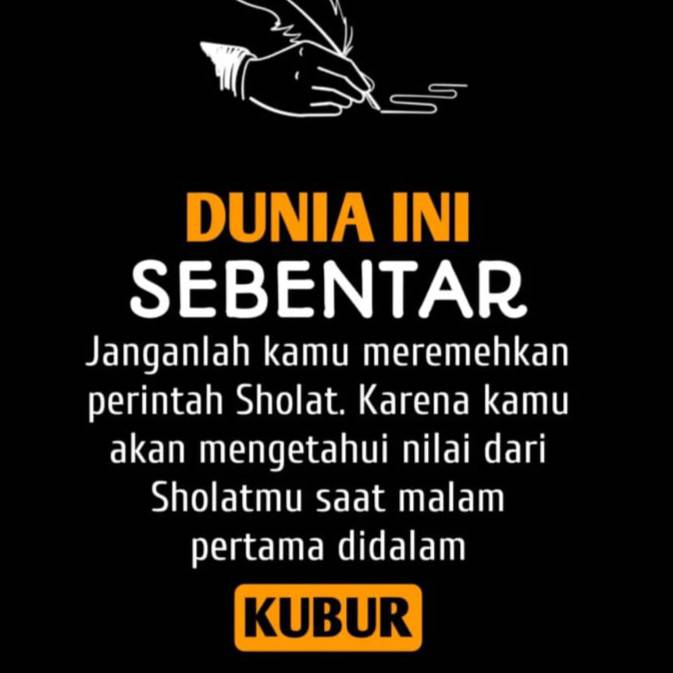 DUNIA INI
SEBENTAR
Janganlah kamu meremehkan
perintah Sholat. Karena kamu
akan mengetahui nilai dari
Sholatmu saat malam
pertama didalam
KUBUR